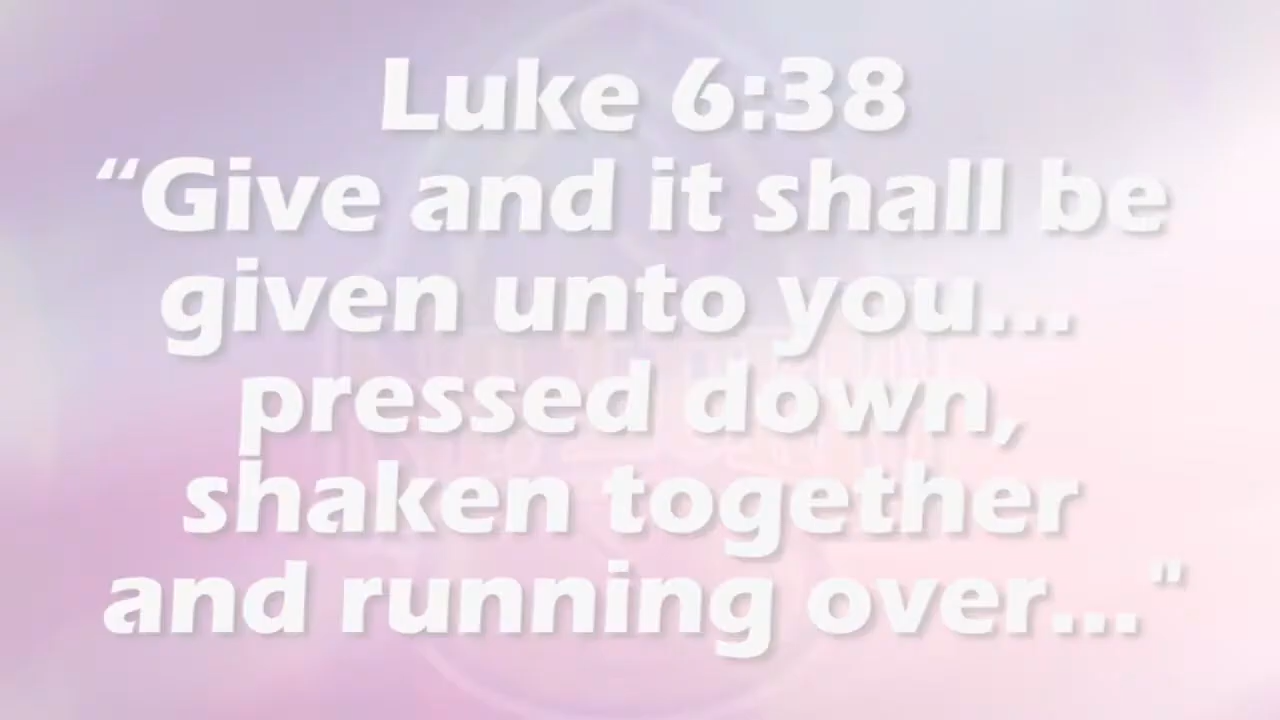 Luke 6:38
“Give and it shall be
given unto you...
pressed down,
shaken together
and running over..."